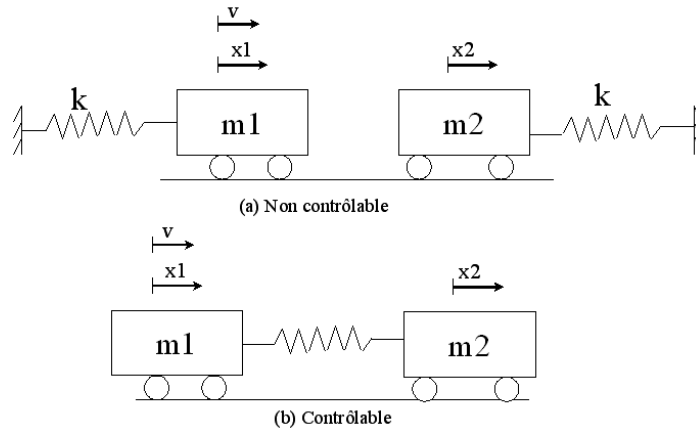 v
x1
x2
k
k
m1
m2
(a) Non contrôlable
v
x1
x2
m1
m2
(b) Contrôlable